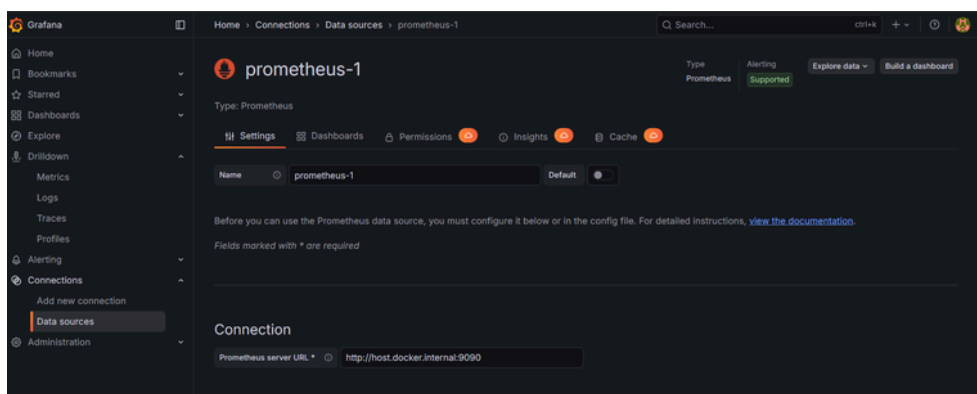 Grafana
Home › Connections › Data sources › prometheus-1
Search...
ctrl+k
Home
Bookmarks
Starred
Dashboards
Explore
Drilldown
Metrics
Logs
Traces
Profiles
Alerting
Connections
Add new connection
Data sources
Administration
prometheus-1
Type
Prometheus
Alerting
Supported
Explore data
Build a dashboard
Type: Prometheus
Settings
Dashboards
Permissions
Insights
Cache
Name
prometheus-1
Default
Before you can use the Prometheus data source, you must configure it below or in the config file. For detailed instructions, view the documentation.
Fields marked with * are required
Connection
Prometheus server URL *
http://host.docker.internal:9090